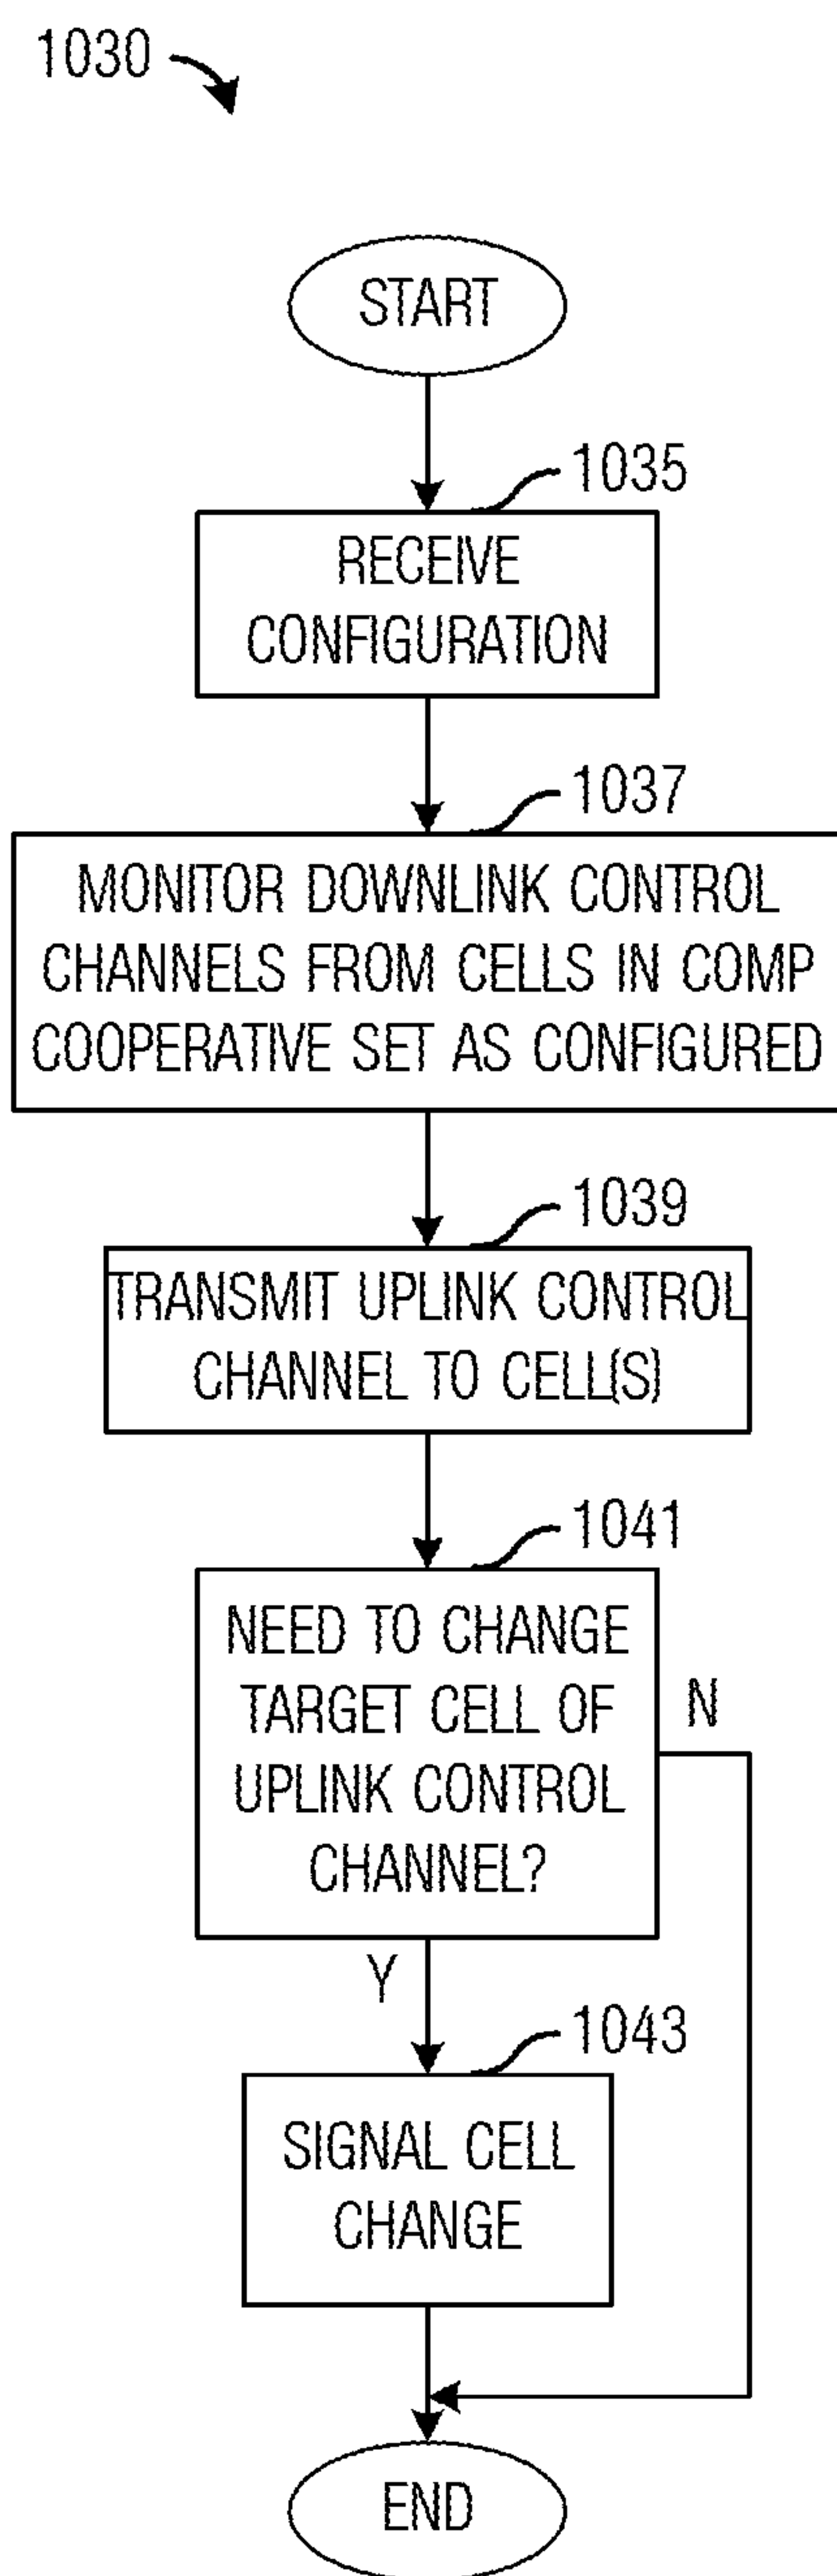 1030
START
1035
RECEIVE
CONFIGURATION
1037
MONITOR DOWNLINK CONTROL
CHANNELS FROM CELLS IN COMP
COOPERATIVE SET AS CONFIGURED
1039
TRANSMIT UPLINK CONTROL
CHANNEL TO CELL(S)
1041
NEED TO CHANGE
TARGET CELL OF
UPLINK CONTROL
CHANNEL?
N
Y
1043
SIGNAL CELL
CHANGE
END